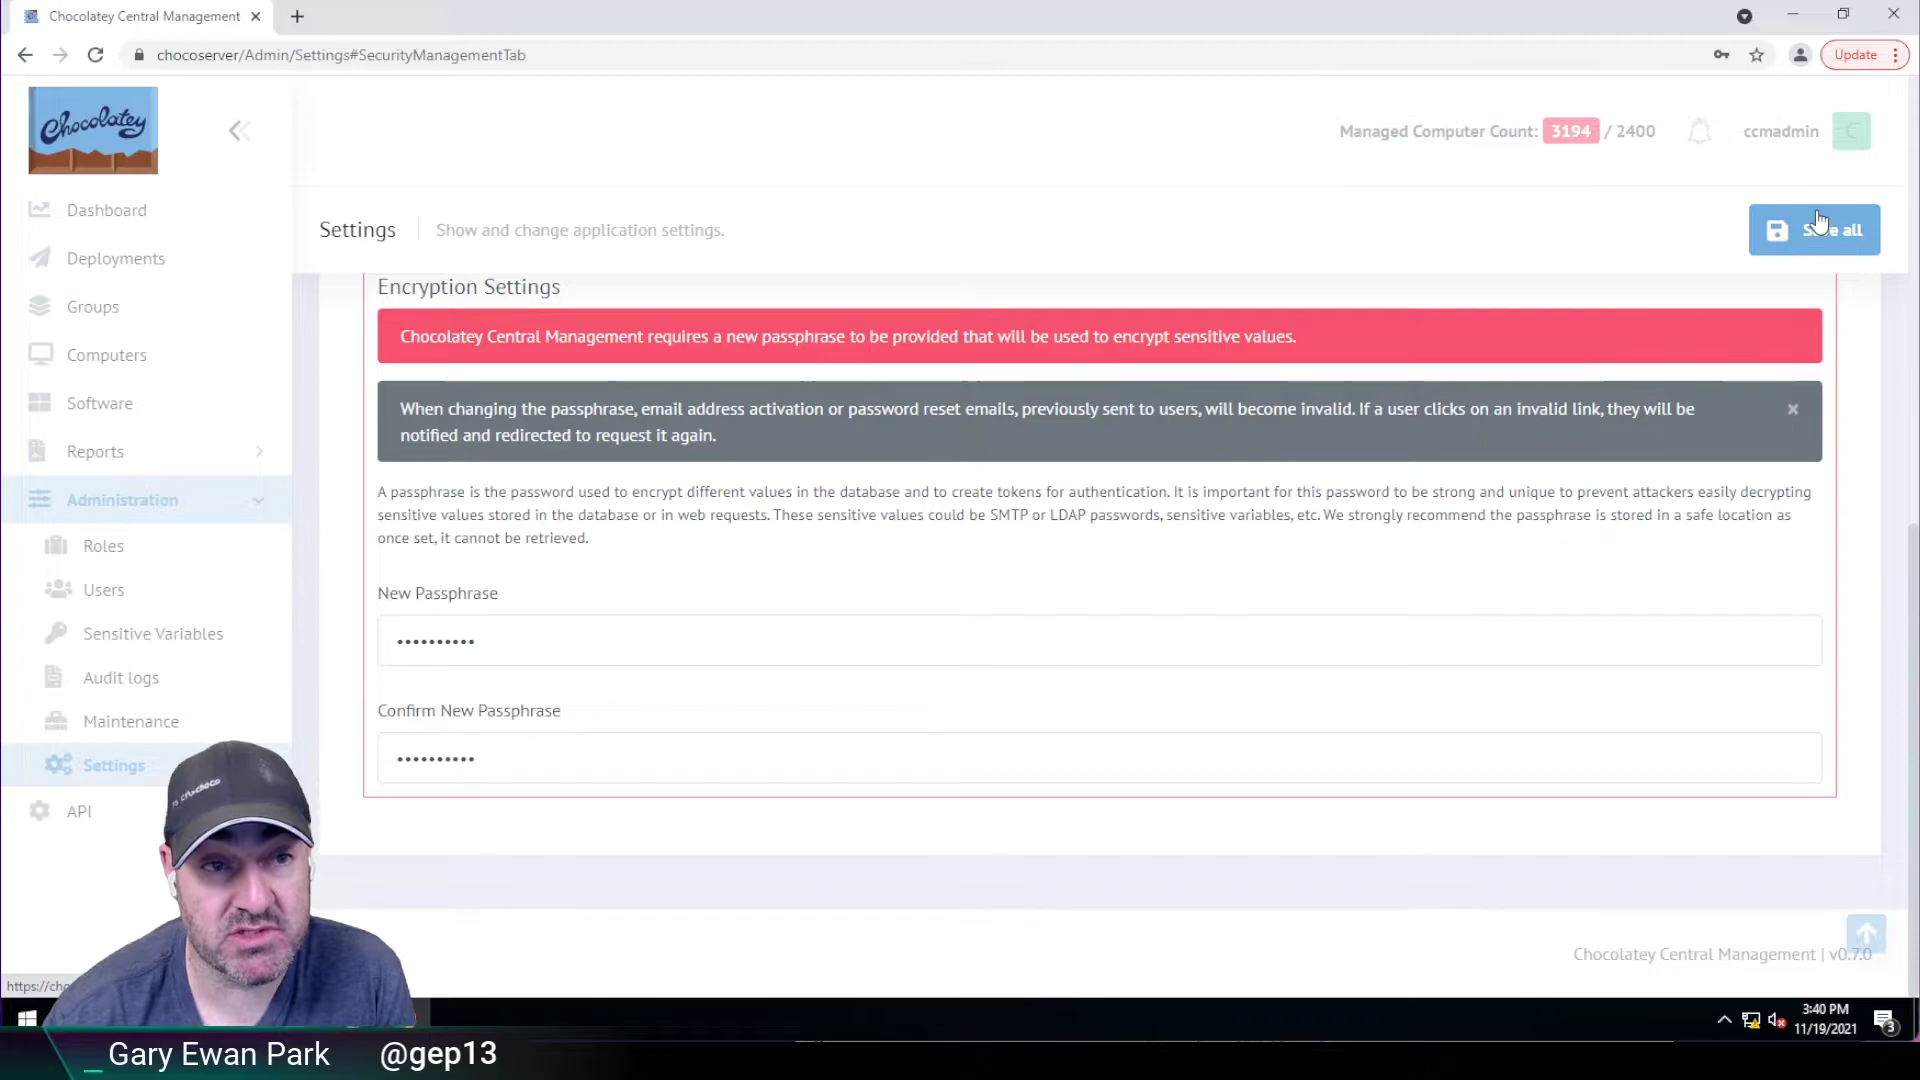 Chocolatey Central Management
chocoserver/Admin/Settings#SecurityManagementTab
Update
Chocolatey
Managed Computer Count: 3194 / 2400
ccmadmin
C
Dashboard
Deployments
Groups
Computers
Software
Reports
Administration
Roles
Users
Sensitive Variables
Audit logs
Maintenance
Settings
API
Settings
Show and change application settings.
Save all
Encryption Settings
Chocolatey Central Management requires a new passphrase to be provided that will be used to encrypt sensitive values.
When changing the passphrase, email address activation or password reset emails, previously sent to users, will become invalid. If a user clicks on an invalid link, they will be
notified and redirected to request it again.
A passphrase is the password used to encrypt different values in the database and to create tokens for authentication. It is important for this password to be strong and unique to prevent attackers easily decrypting
sensitive values stored in the database or in web requests. These sensitive values could be SMTP or LDAP passwords, sensitive variables, etc. We strongly recommend the passphrase is stored in a safe location as
once set, it cannot be retrieved.
New Passphrase
••••••••••
Confirm New Passphrase
••••••••••
Chocolatey Central Management | v0.7.0
https://cho
3:40 PM
11/19/2021
3
_ Gary Ewan Park @gep13